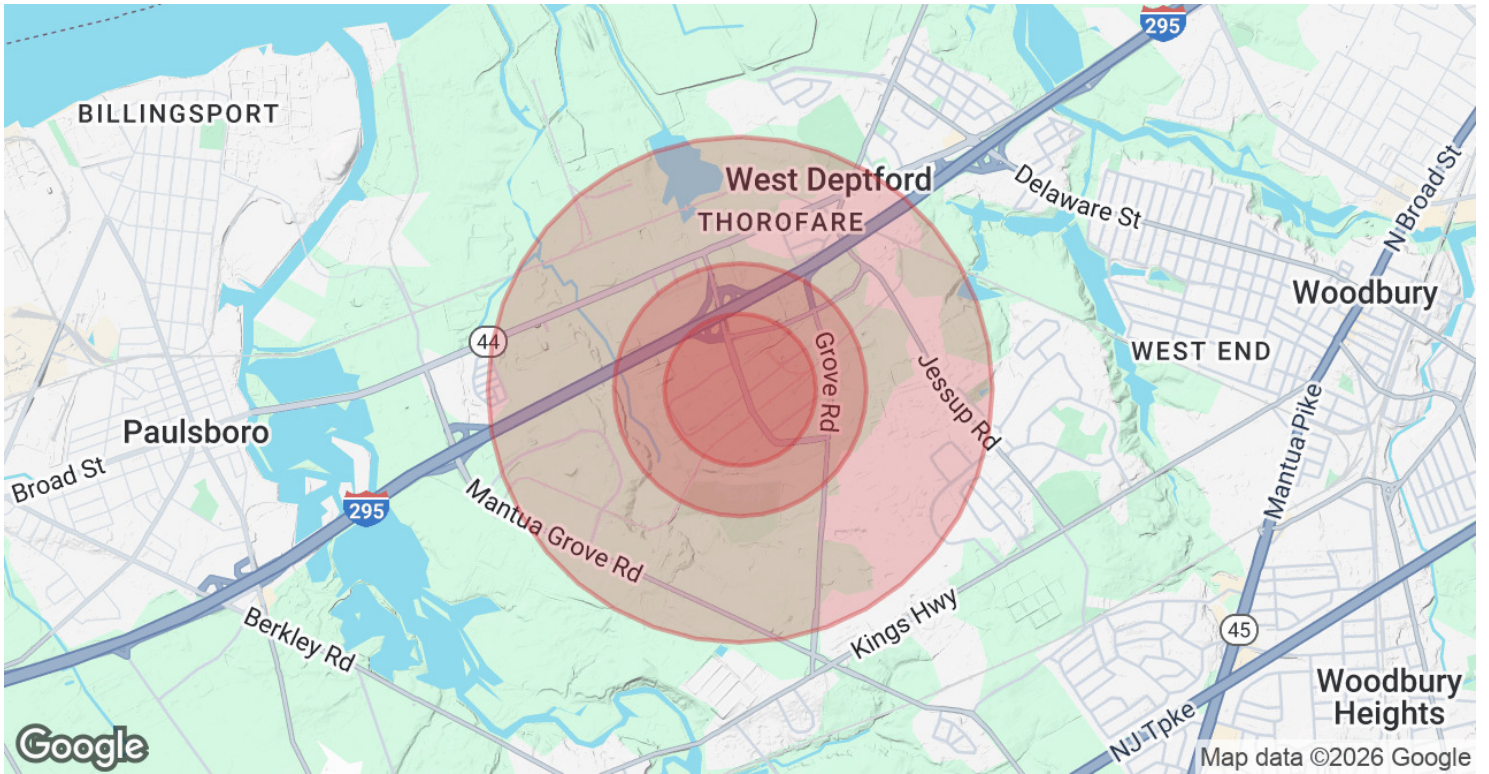 295
BILLINGSPORT
West Deptford
Delaware St
THOROFARE
N Broad St
Woodbury
44
Grove Rd
WEST END
Jessup Rd
Mantua Pike
Paulsboro
Broad St
295
Mantua Grove Rd
Kings Hwy
Berkley Rd
45
Woodbury
Heights
NJ Tpke
Google
Map data ©2026 Google